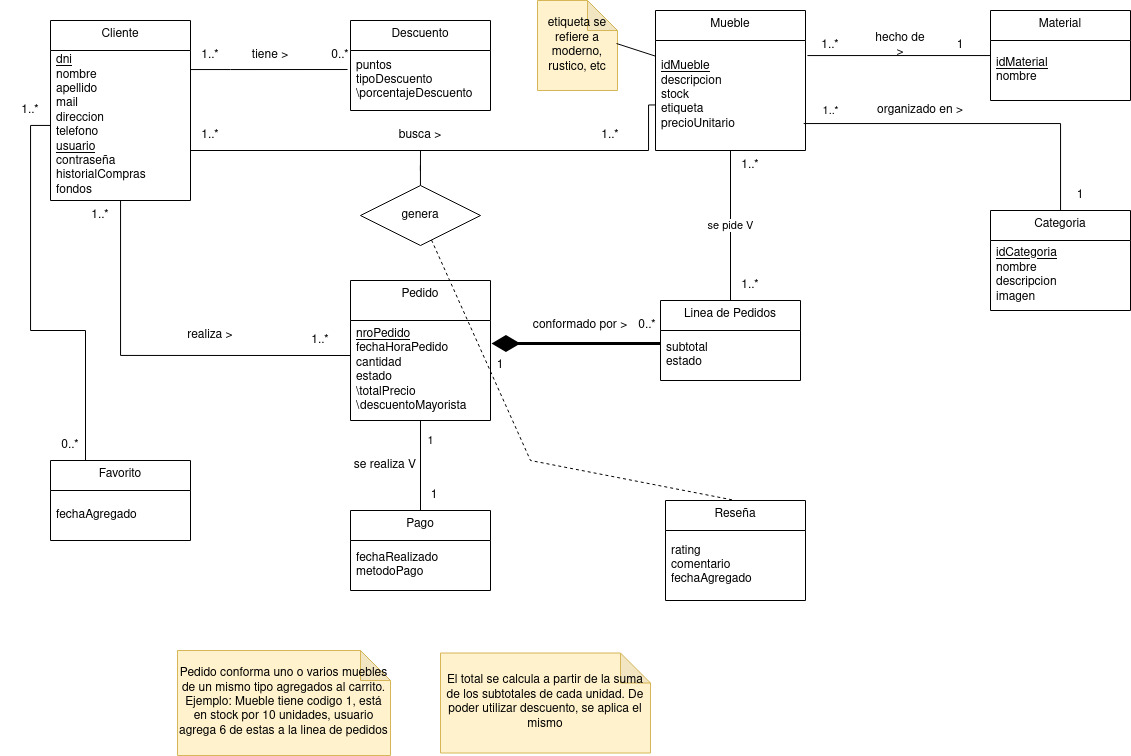 Cliente
dni
nombre
apellido
mail
direccion
telefono
usuario
contraseña
historialCompras
fondos
1..*
tiene >
0..*
Descuento
puntos
tipoDescuento
\porcentajeDescuento
etiqueta se
refiere a
moderno,
rustico, etc
Mueble
idMueble
descripcion
stock
etiqueta
precioUnitario
1..*
hecho de
>
1
Material
idMaterial
nombre
1..*
organizado en >
1
Categoria
idCategoria
nombre
descripcion
imagen
1..*
1..*
busca >
1..*
genera
1..*
se pide V
1..*
1..*
realiza >
1..*
Pedido
nroPedido
fechaHoraPedido
cantidad
estado
\totalPrecio
\descuentoMayorista
conformado por >
0..*
1
Linea de Pedidos
subtotal
estado
0..*
Favorito
fechaAgregado
1
se realiza V
1
Pago
fechaRealizado
metodoPago
Reseña
rating
comentario
fechaAgregado
Pedido conforma uno o varios muebles
de un mismo tipo agregados al carrito.
Ejemplo: Mueble tiene codigo 1, está
en stock por 10 unidades, usuario
agrega 6 de estas a la linea de pedidos
El total se calcula a partir de la suma
de los subtotales de cada unidad. De
poder utilizar descuento, se aplica el
mismo